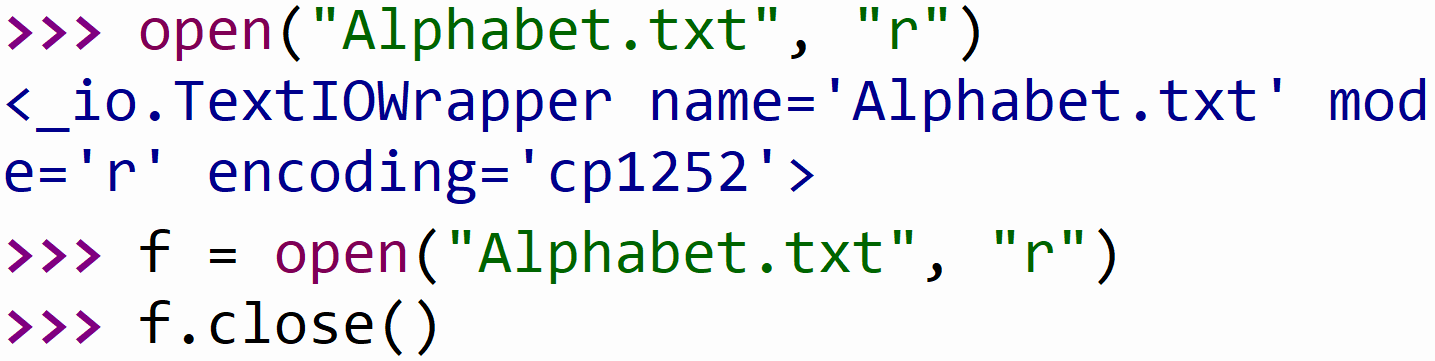 >>> open("Alphabet.txt", "r")
<_io.TextIOWrapper name='Alphabet.txt' mod
e='r' encoding='cp1252'>
>>> f = open("Alphabet.txt", "r")
>>> f.close()